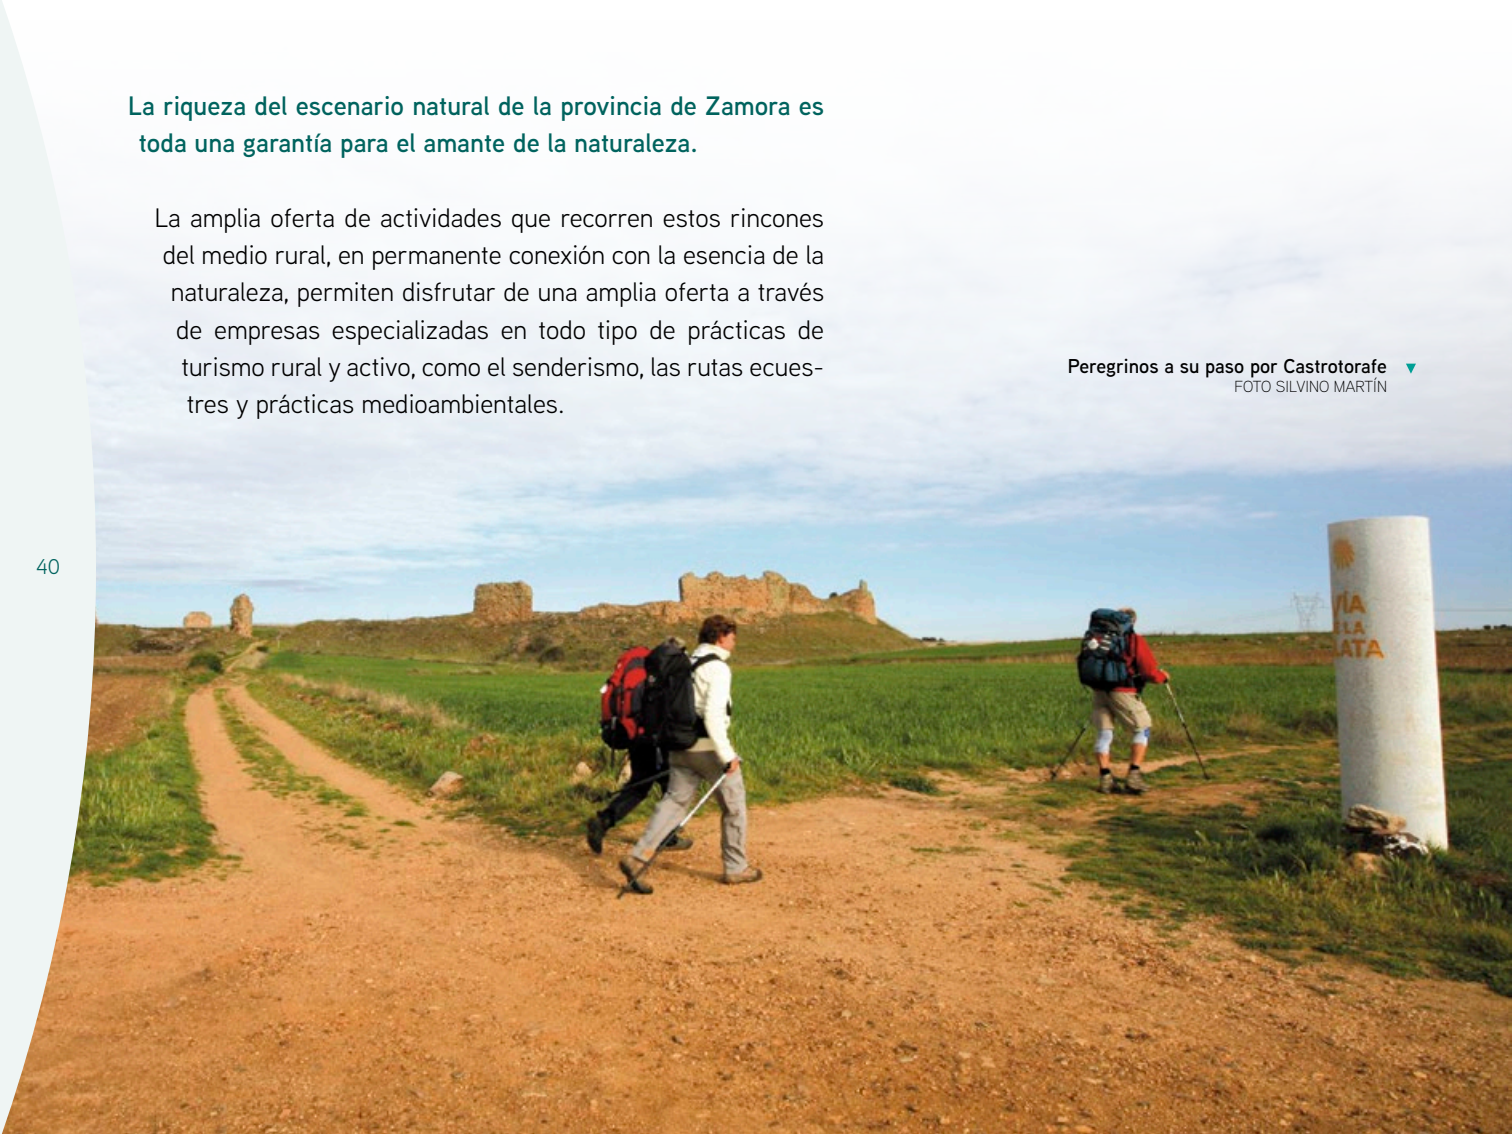 La riqueza del escenario natural de la provincia de Zamora es
toda una garantía para el amante de la naturaleza.
La amplia oferta de actividades que recorren estos rincones
del medio rural, en permanente conexión con la esencia de la
naturaleza, permiten disfrutar de una amplia oferta a través
de empresas especializadas en todo tipo de prácticas de
turismo rural y activo, como el senderismo, las rutas ecues-
tres y prácticas medioambientales.
Peregrinos a su paso por Castrotorafe ▼
FOTO SILVINO MARTÍN
40
VÍA
LA
ATA